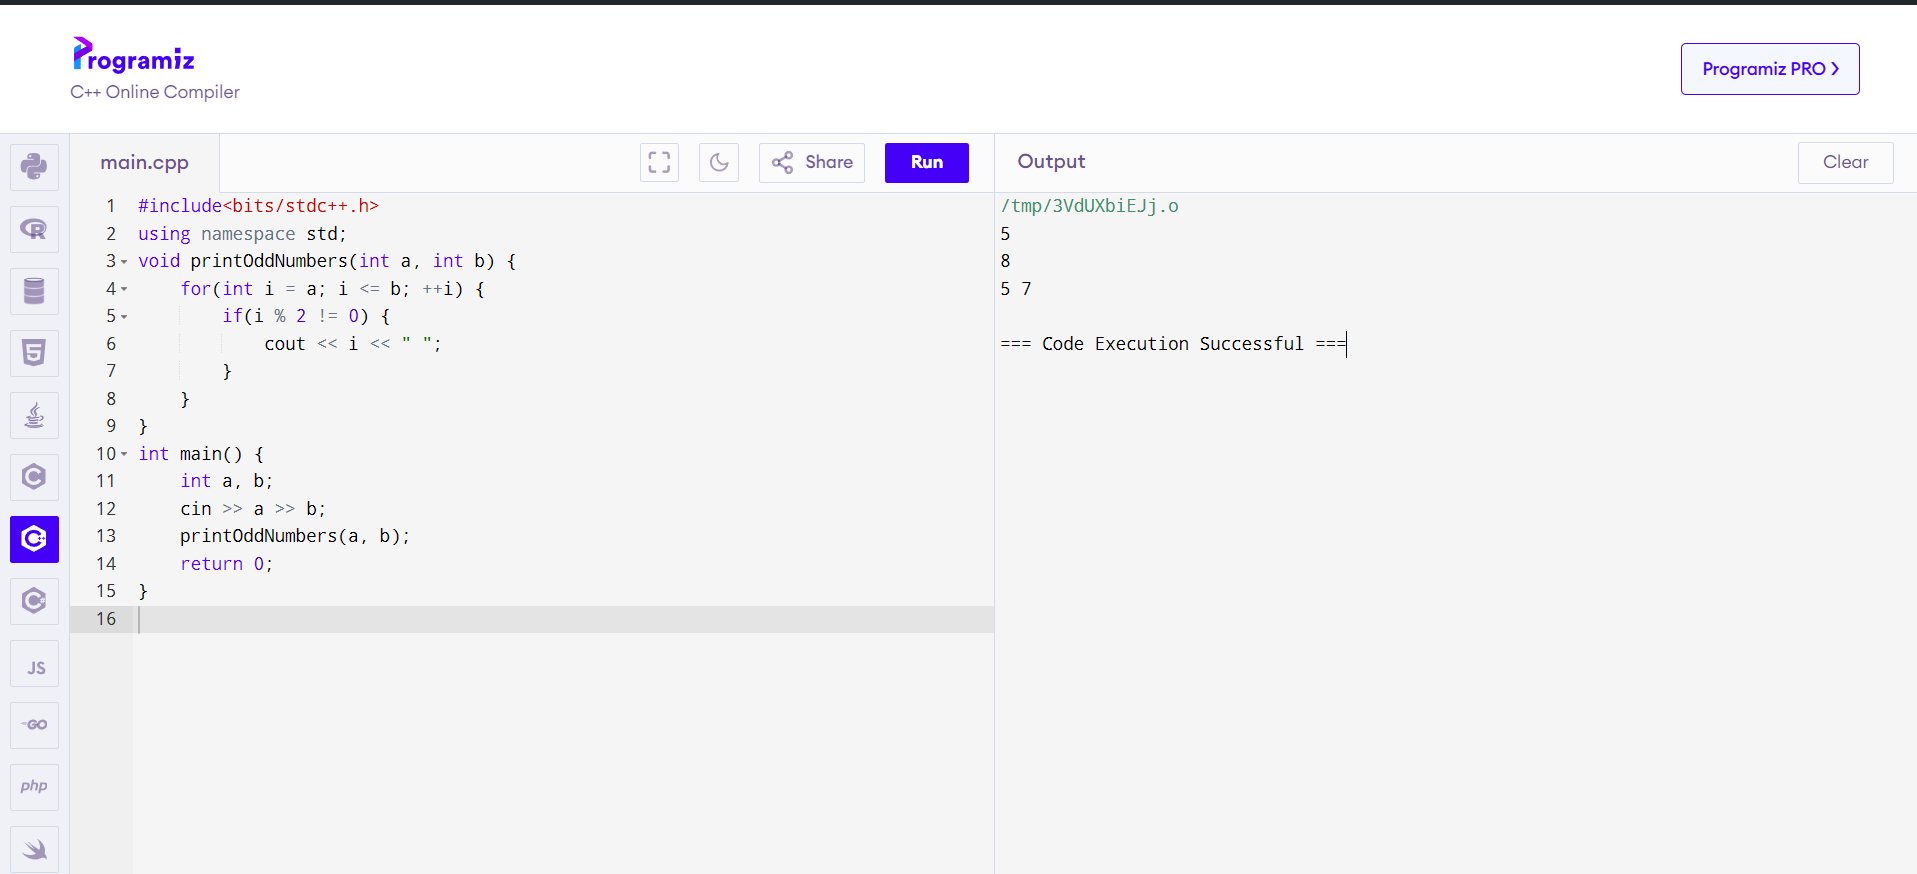 Programiz
C++ Online Compiler
Programiz PRO
main.cpp
Share
Run
Output
Clear
1 #include<bits/stdc++.h>
2 using namespace std;
3 void printOddNumbers(int a, int b) {
4     for(int i = a; i <= b; ++i) {
5         if(i % 2 != 0) {
6             cout << i << " ";
7         }
8     }
9 }
10 int main() {
11     int a, b;
12     cin >> a >> b;
13     printOddNumbers(a, b);
14     return 0;
15 }
16
/tmp/3VdUXbiEJj.o
5
8
5 7
=== Code Execution Successful ===
R
5
C
C++
C#
JS
GO
php